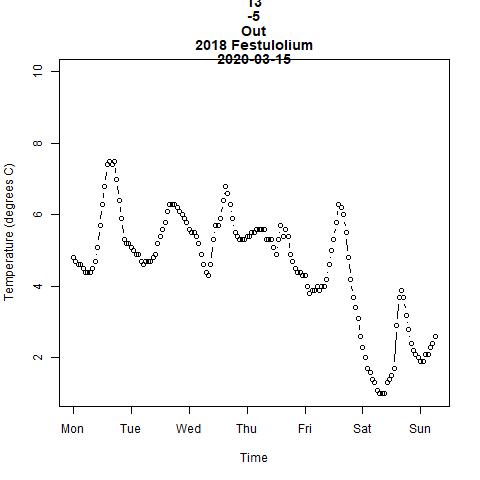 13
-5
Out
2018 Festulolium
2020-03-15
10
8
6
4
2
Temperature (degrees C)
Mon Tue Wed Thu Fri Sat Sun
Time